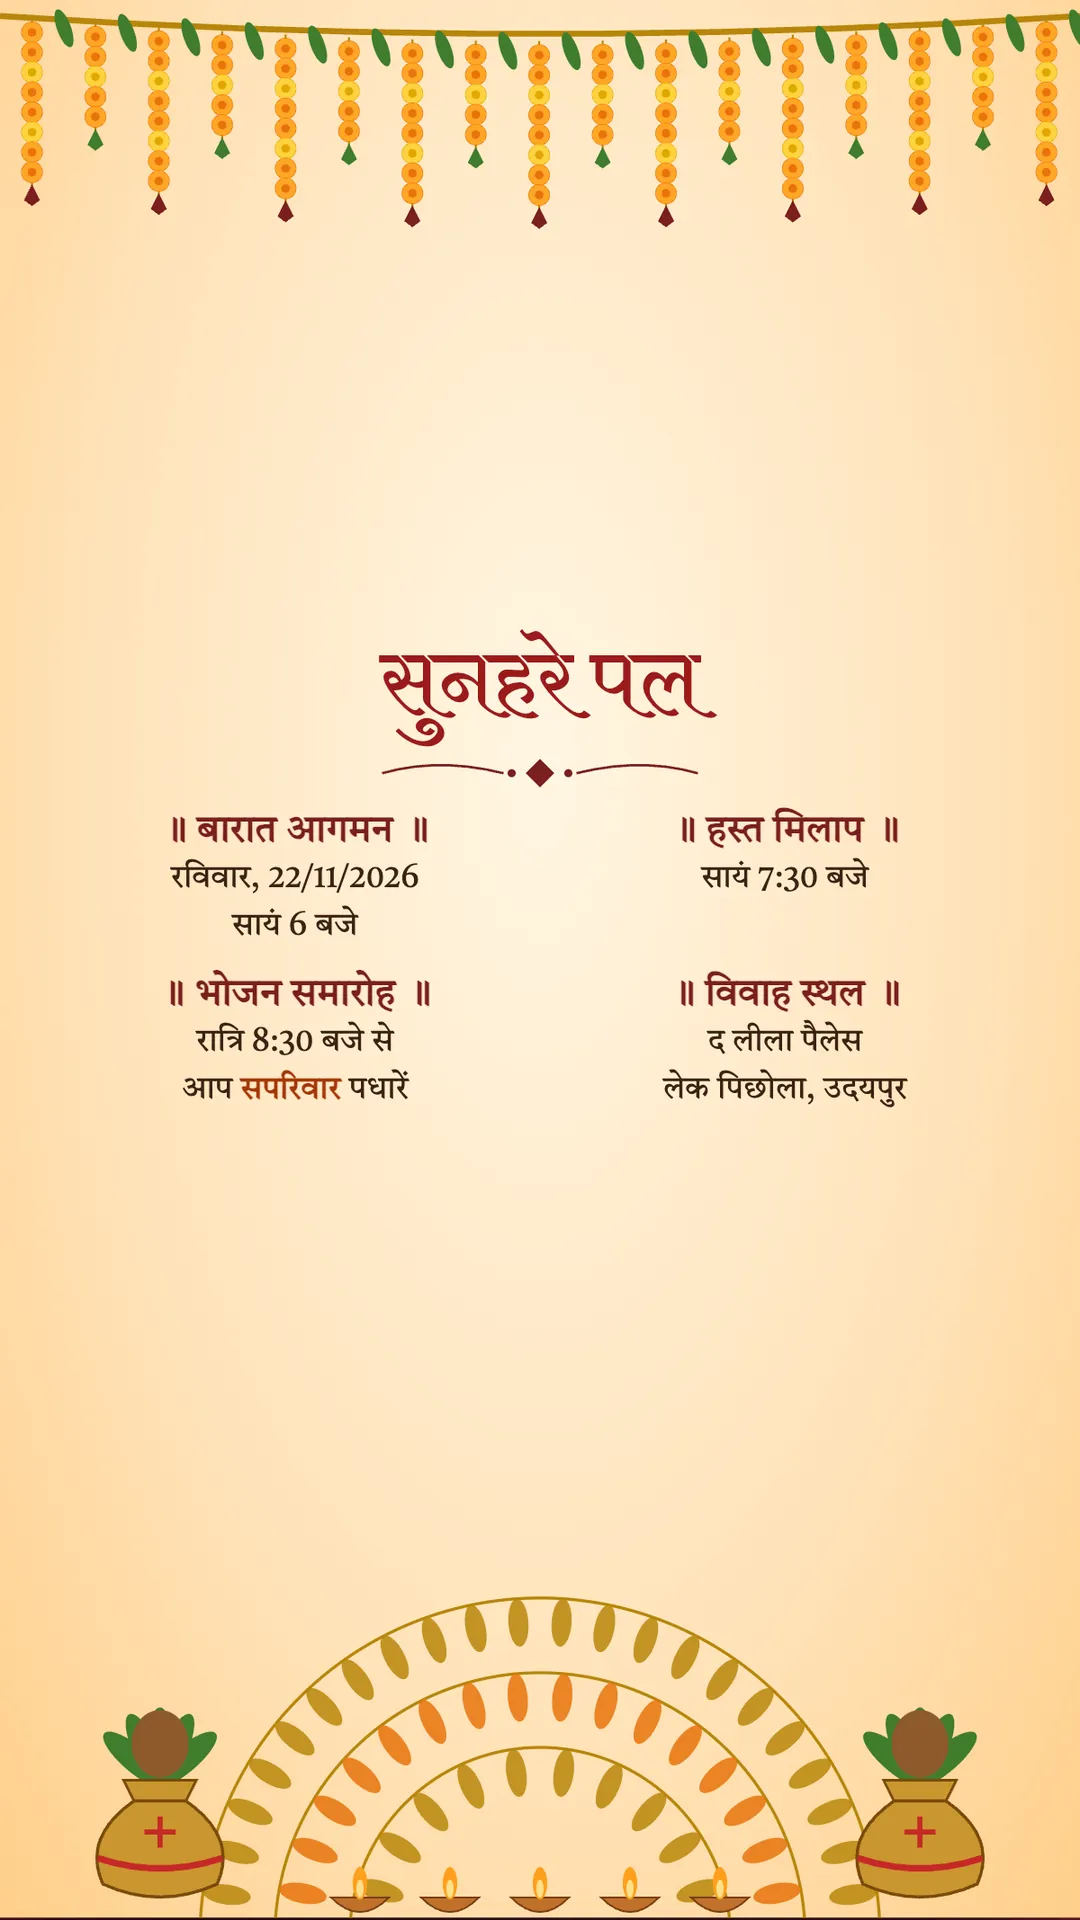 सुनहरे पल
॥ बारात आगमन ॥
रविवार, 22/11/2026
सायं 6 बजे
॥ हस्त मिलाप ॥
सायं 7:30 बजे
॥ भोजन समारोह ॥
रात्रि 8:30 बजे से
आप सपरिवार पधारें
॥ विवाह स्थल ॥
द लीला पैलेस
लेक पिछोला, उदयपुर